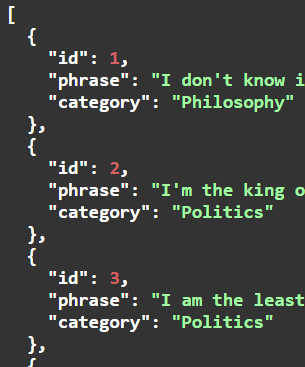 [
{
"id": 1,
"phrase": "I don't know i
"category": "Philosophy"
},
{
"id": 2,
"phrase": "I'm the king o
"category": "Politics"
},
{
"id": 3,
"phrase": "I am the least
"category": "Politics"
},
{